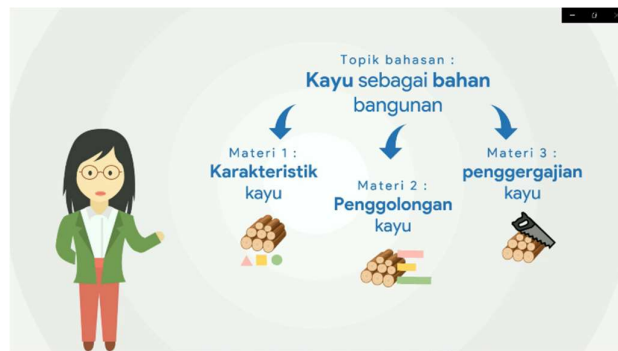 Topik bahasan :
Kayu sebagai bahan
bangunan
Materi 1 :
Karakteristik
kayu
Materi 2 :
Penggolongan
kayu
Materi 3 :
penggergajian
kayu